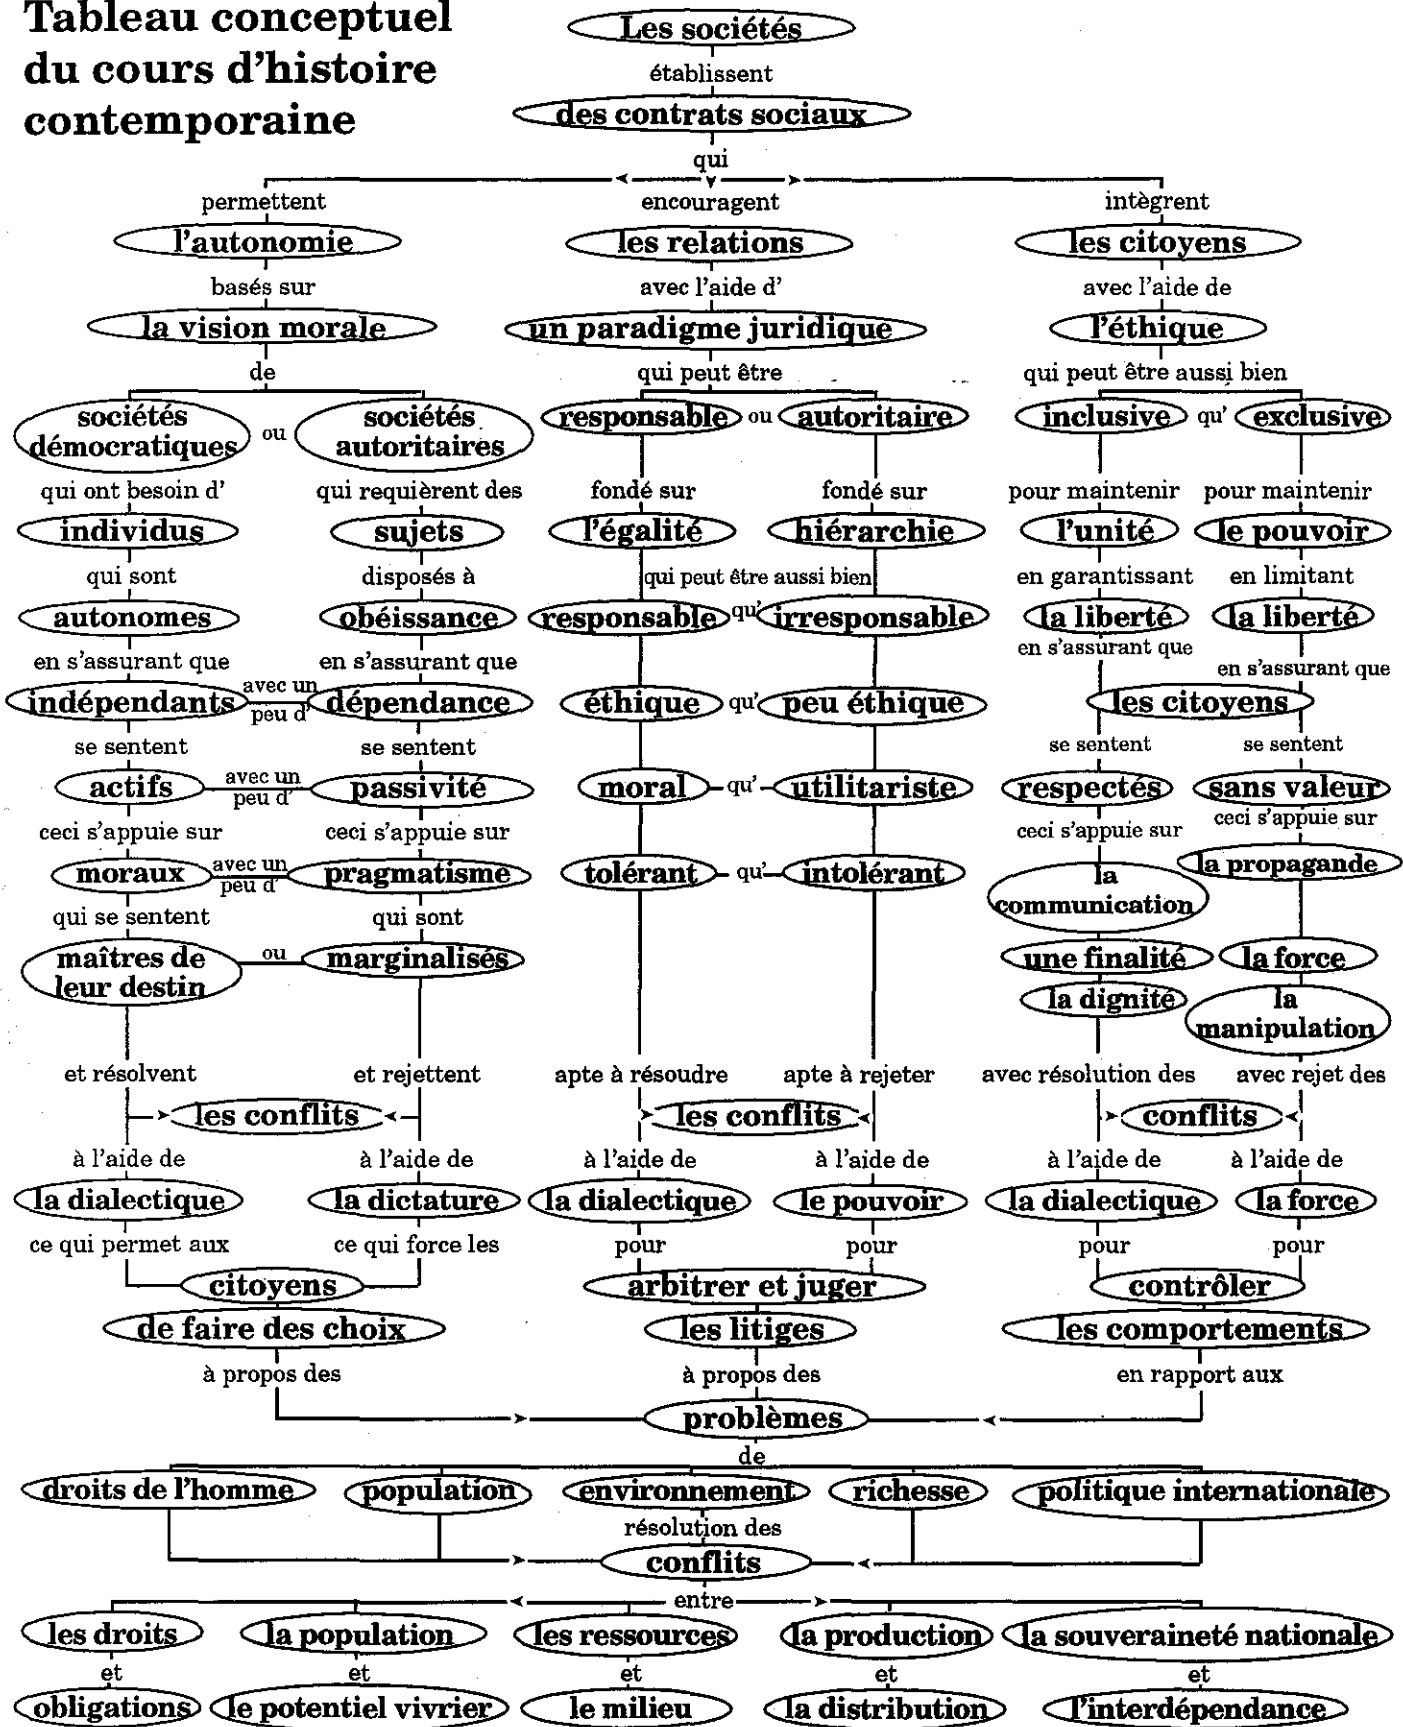 Tableau conceptuel
du cours d'histoire
contemporaine
Les sociétés
établissent
des contrats sociaux
qui
permettent encouragent intègrent
l'autonomie les relations les citoyens
basés sur avec l'aide d' avec l'aide de
la vision morale un paradigme juridique l'éthique
de qui peut être qui peut être aussi bien
sociétés démocratiques ou sociétés autoritaires responsable ou autoritaire inclusive qu' exclusive
qui ont besoin d' qui requièrent des fondé sur fondé sur pour maintenir pour maintenir
individus sujets l'égalité hiérarchie l'unité le pouvoir
qui sont disposés à qui peut être aussi bien en garantissant en limitant
autonomes obéissance responsable qu' irresponsable la liberté la liberté
en s'assurant que en s'assurant que en s'assurant que en s'assurant que
indépendants avec un peu d' dépendance éthique qu' peu éthique les citoyens
se sentent se sentent se sentent se sentent
actifs avec un peu d' passivité moral qu' utilitariste respectés sans valeur
ceci s'appuie sur ceci s'appuie sur ceci s'appuie sur ceci s'appuie sur
moraux avec un peu d' pragmatisme tolérant qu' intolérant la communication la propagande
qui se sentent qui sont
maîtres de leur destin ou marginalisés une finalité la force
la dignité la manipulation
et résolvent et rejettent apte à résoudre apte à rejeter avec résolution des avec rejet des
les conflits les conflits conflits
à l'aide de à l'aide de à l'aide de à l'aide de à l'aide de à l'aide de
la dialectique la dictature la dialectique le pouvoir la dialectique la force
ce qui permet aux ce qui force les pour pour pour pour
citoyens arbitrer et juger contrôler
de faire des choix les litiges les comportements
à propos des à propos des en rapport aux
problèmes
de
droits de l'homme population environnement richesse politique internationale
résolution des
conflits
entre
les droits la population les ressources la production la souveraineté nationale
et et et et et
obligations le potentiel vivrier le milieu la distribution l'interdépendance